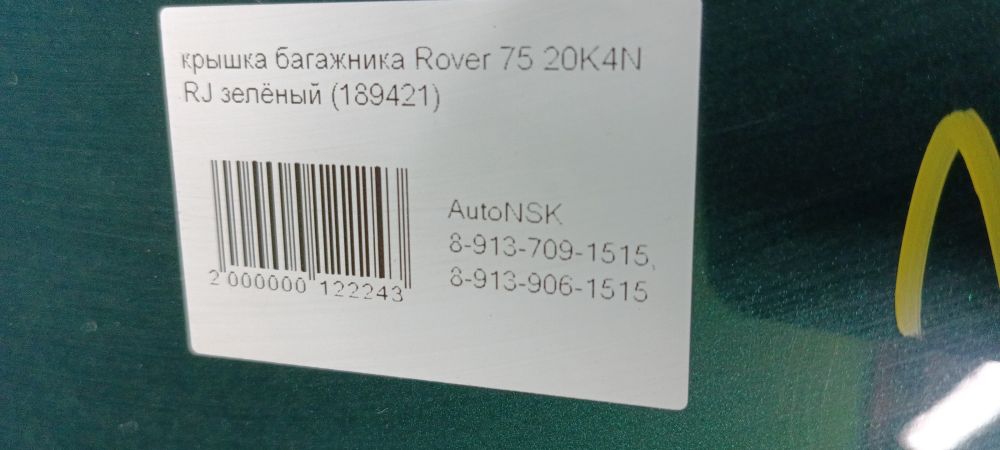 крышка багажника Rover 75 20K4N
RJ зелёный (189421)
AutoNSK
8-913-709-1515,
8-913-906-1515
2 000000 122243